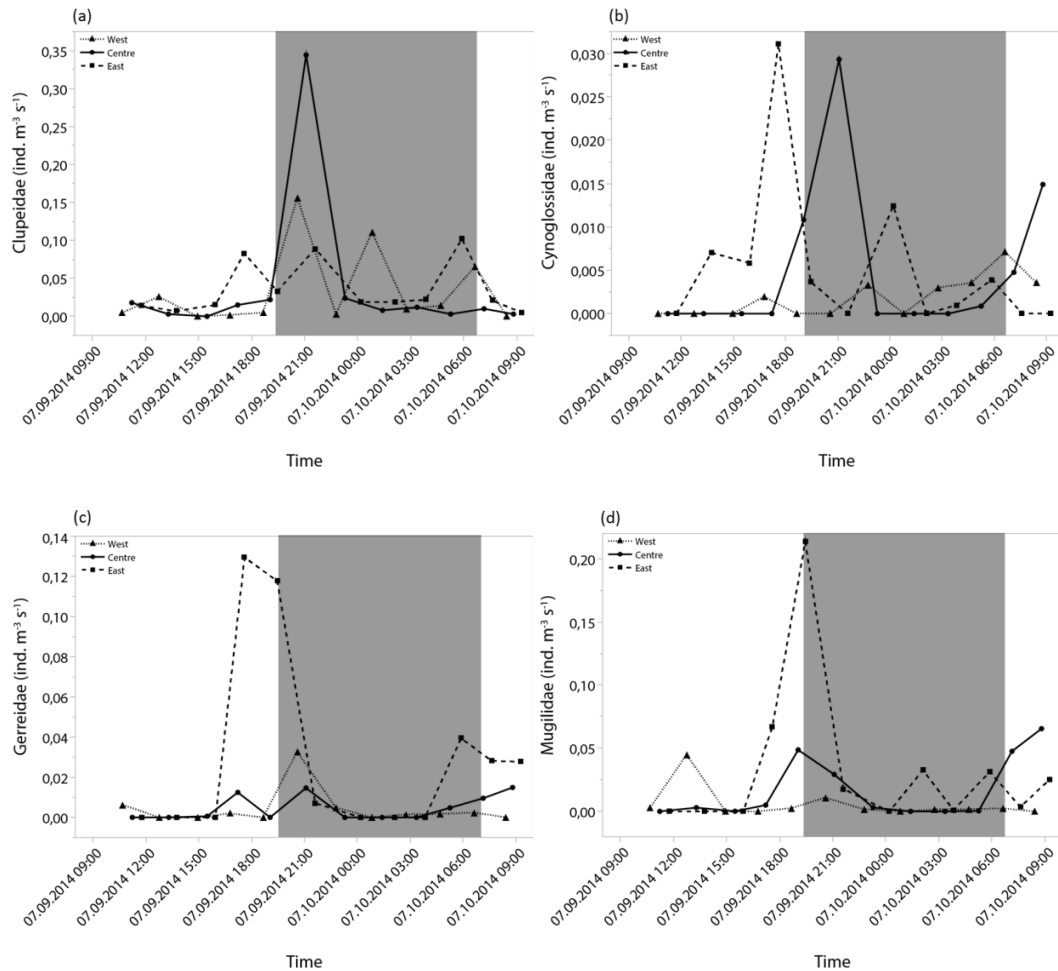 (a)
West
Centre
East
Clupeidae (ind. m⁻³ s⁻¹)
0,35
0,30
0,25
0,20
0,15
0,10
0,05
0,00
07.09.2014 09:00
07.09.2014 12:00
07.09.2014 15:00
07.09.2014 18:00
07.09.2014 21:00
07.10.2014 00:00
07.10.2014 03:00
07.10.2014 06:00
07.10.2014 09:00
Time
(b)
West
Centre
East
Cynoglossidae (ind. m⁻³ s⁻¹)
0,030
0,025
0,020
0,015
0,010
0,005
0,000
07.09.2014 09:00
07.09.2014 12:00
07.09.2014 15:00
07.09.2014 18:00
07.09.2014 21:00
07.10.2014 00:00
07.10.2014 03:00
07.10.2014 06:00
07.10.2014 09:00
Time
(c)
West
Centre
East
Gerreidae (ind. m⁻³ s⁻¹)
0,14
0,12
0,10
0,08
0,06
0,04
0,02
0,00
07.09.2014 09:00
07.09.2014 12:00
07.09.2014 15:00
07.09.2014 18:00
07.09.2014 21:00
07.10.2014 00:00
07.10.2014 03:00
07.10.2014 06:00
07.10.2014 09:00
Time
(d)
West
Centre
East
Mugilidae (ind. m⁻³ s⁻¹)
0,20
0,15
0,10
0,05
0,00
07.09.2014 09:00
07.09.2014 12:00
07.09.2014 15:00
07.09.2014 18:00
07.09.2014 21:00
07.10.2014 00:00
07.10.2014 03:00
07.10.2014 06:00
07.10.2014 09:00
Time